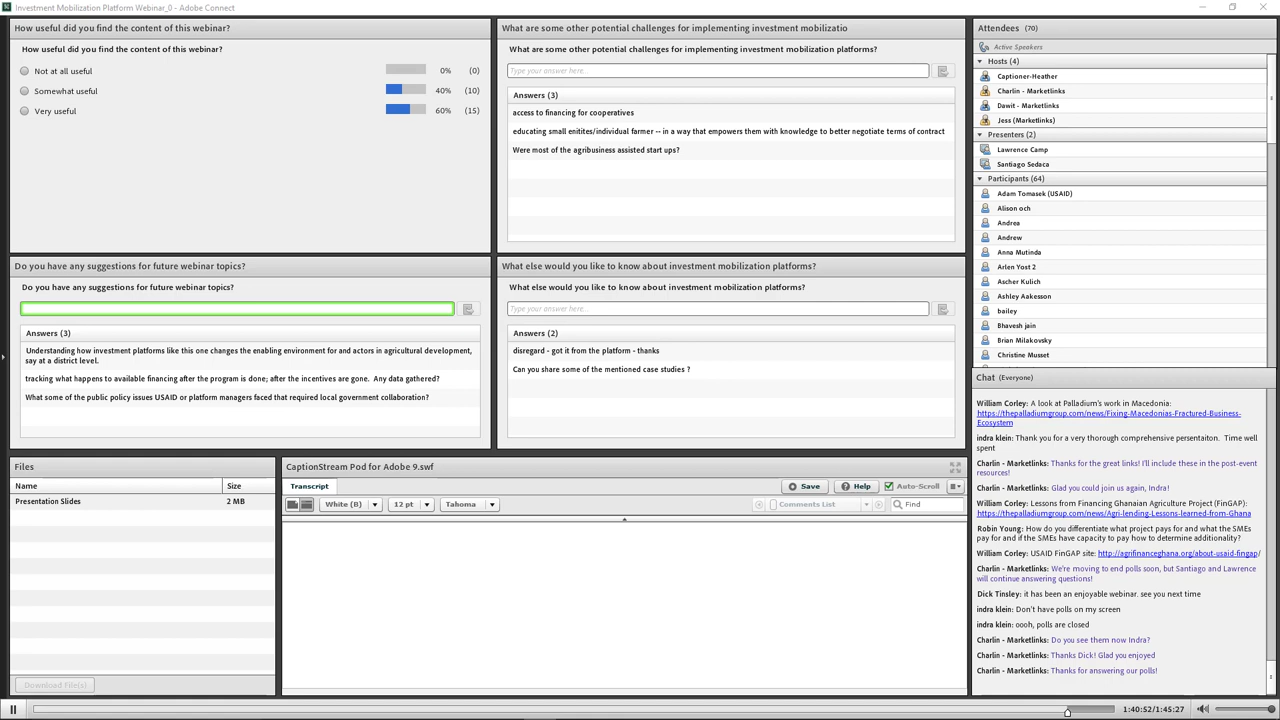 Investment Mobilization Platform Webinar_0 - Adobe Connect
How useful did you find the content of this webinar?
How useful did you find the content of this webinar?
Not at all useful 0% (0)
Somewhat useful 40% (10)
Very useful 60% (15)
What are some other potential challenges for implementing investment mobilizatio
What are some other potential challenges for implementing investment mobilization platforms?
Type your answer here...
Answers (3)
access to financing for cooperatives
educating small enitites/individual farmer -- in a way that empowers them with knowledge to better negotiate terms of contract
Were most of the agribusiness assisted start ups?
Do you have any suggestions for future webinar topics?
Do you have any suggestions for future webinar topics?
Answers (3)
Understanding how investment platforms like this one changes the enabling environment for and actors in agricultural development,
say at a district level.
tracking what happens to available financing after the program is done; after the incentives are gone. Any data gathered?
What some of the public policy issues USAID or platform managers faced that required local government collaboration?
What else would you like to know about investment mobilization platforms?
What else would you like to know about investment mobilization platforms?
Type your answer here...
Answers (2)
disregard - got it from the platform - thanks
Can you share some of the mentioned case studies ?
Files
Name Size
Presentation Slides 2 MB
Download File(s)
CaptionStream Pod for Adobe 9.swf
Transcript Save Help Auto-Scroll
White (B) 12 pt Tahoma Comments List Find
Attendees (70)
Active Speakers
Hosts (4)
Captioner-Heather
Charlin - Marketlinks
Dawit - Marketlinks
Jess (Marketlinks)
Presenters (2)
Lawrence Camp
Santiago Sedaca
Participants (64)
Adam Tomasek (USAID)
Alison och
Andrea
Andrew
Anna Mutinda
Arlen Yost 2
Ascher Kulich
Ashley Aakesson
bailey
Bhavesh jain
Brian Milakovsky
Christine Musset
Chat (Everyone)
William Corley: A look at Palladium's work in Macedonia:
https://thepalladiumgroup.com/news/Fixing-Macedonias-Fractured-Business-
Ecosystem
indra klein: Thank you for a very thorough comprehensive persentaiton. Time well
spent
Charlin - Marketlinks: Thanks for the great links! I'll include these in the post-event
resources!
Charlin - Marketlinks: Glad you could join us again, Indra!
William Corley: Lessons from Financing Ghanaian Agriculture Project (FinGAP):
https://thepalladiumgroup.com/news/Agri-lending-Lessons-learned-from-Ghana
Robin Young: How do you differentiate what project pays for and what the SMEs
pay for and if the SMEs have capacity to pay how to determine additionality?
William Corley: USAID FinGAP site: http://agrifinanceghana.org/about-usaid-fingap/
Charlin - Marketlinks: We're moving to end polls soon, but Santiago and Lawrence
will continue answering questions!
Dick Tinsley: it has been an enjoyable webinar. see you next time
indra klein: Don't have polls on my screen
indra klein: oooh, polls are closed
Charlin - Marketlinks: Do you see them now Indra?
Charlin - Marketlinks: Thanks Dick! Glad you enjoyed
Charlin - Marketlinks: Thanks for answering our polls!
1:40:52/1:45:27